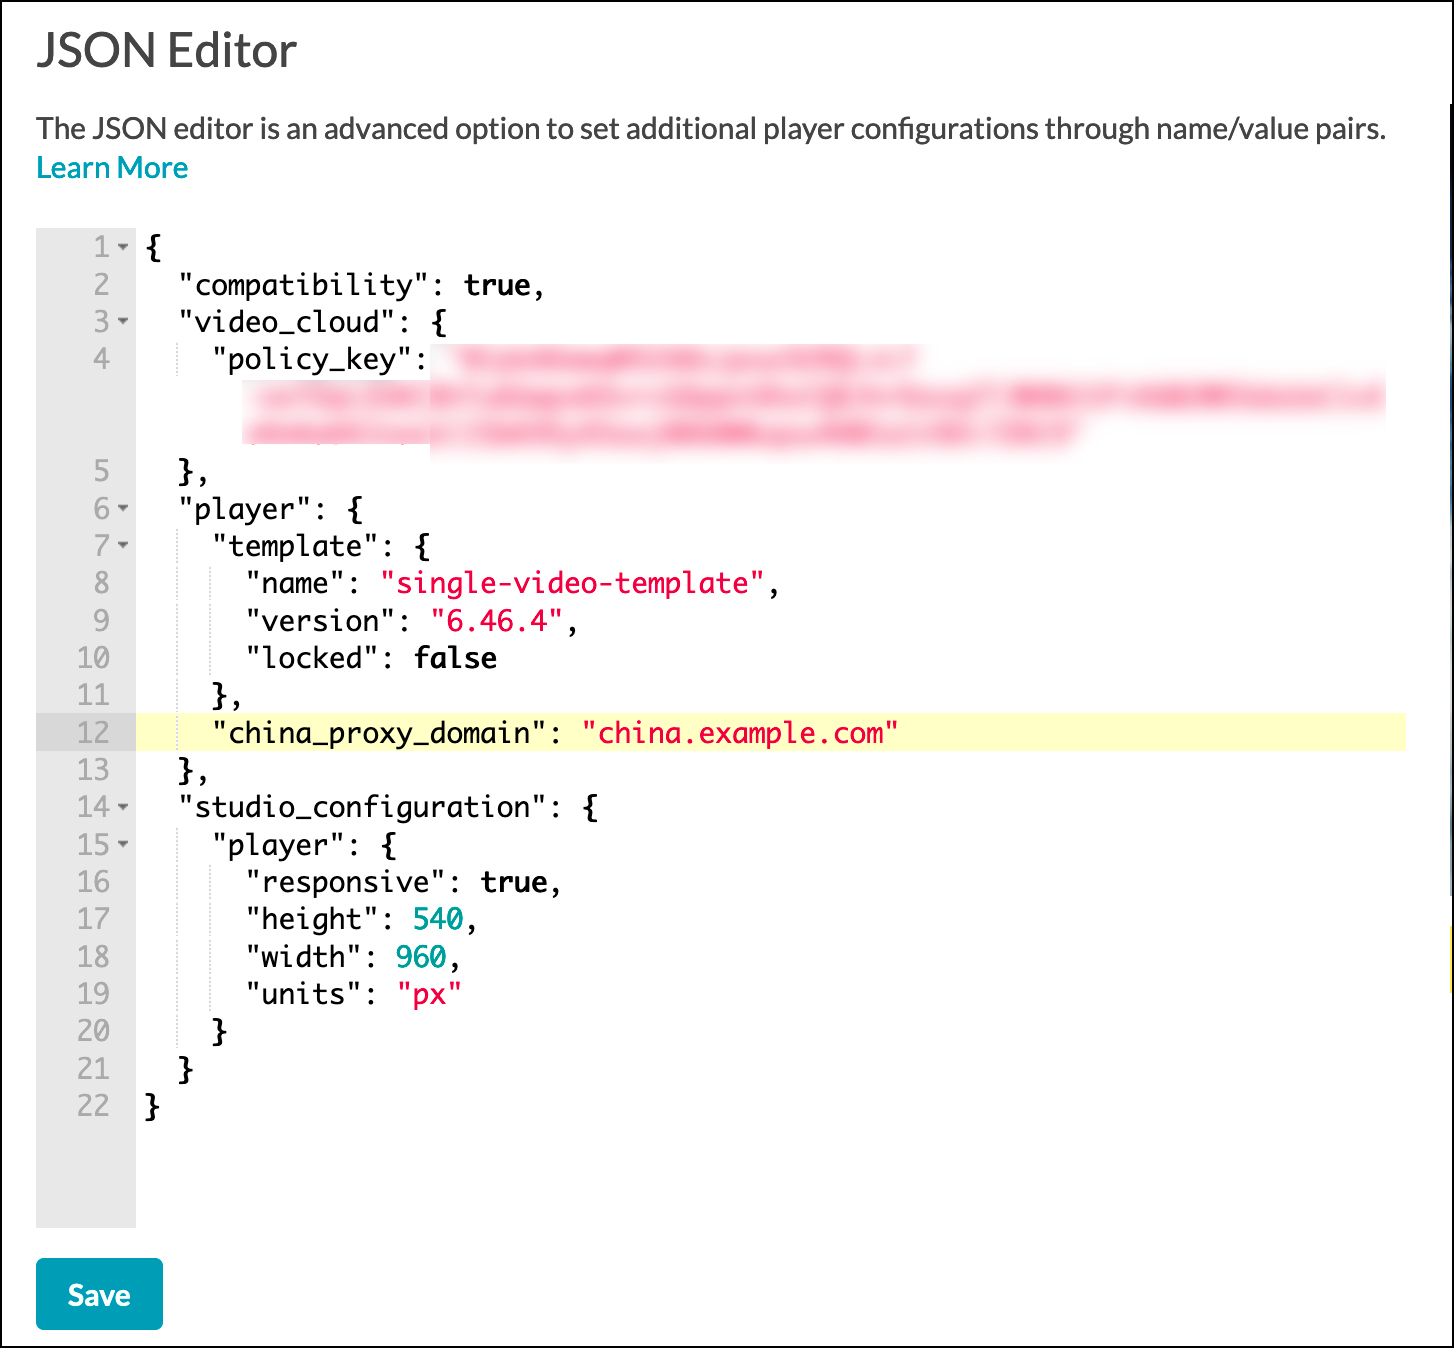 JSON Editor
The JSON editor is an advanced option to set additional player configurations through name/value pairs.
Learn More
1 {
2 "compatibility": true,
3 "video_cloud": {
4 "policy_key":
5 },
6 "player": {
7 "template": {
8 "name": "single-video-template",
9 "version": "6.46.4",
10 "locked": false
11 },
12 "china_proxy_domain": "china.example.com"
13 },
14 "studio_configuration": {
15 "player": {
16 "responsive": true,
17 "height": 540,
18 "width": 960,
19 "units": "px"
20 }
21 }
22 }
Save